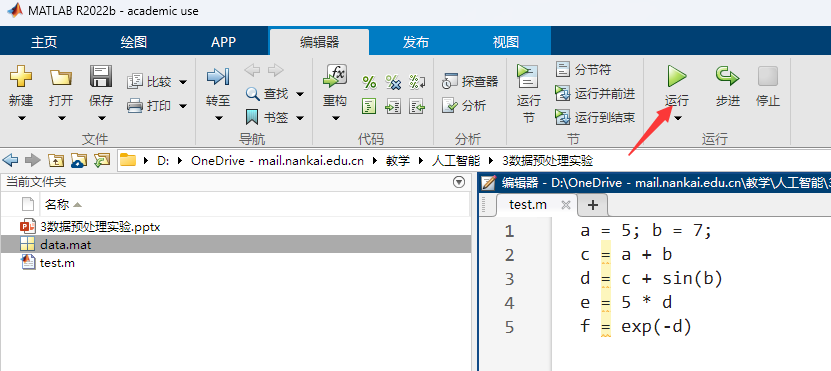 MATLAB R2022b - academic use
主页 绘图 APP 编辑器 发布 视图
新建 打开 保存 比较 打印 转至 查找 书签 重构 探查器 分析 运行节 分节符 运行并前进 运行到结束 运行 步进 停止
文件 导航 代码 分析 节 运行
D: OneDrive - mail.nankai.edu.cn 教学 人工智能 3数据预处理实验
当前文件夹
名称
3数据预处理实验.pptx
data.mat
test.m
编辑器 - D:\OneDrive - mail.nankai.edu.cn\教学\人工智能\3
test.m
1 a = 5; b = 7;
2 c = a + b
3 d = c + sin(b)
4 e = 5 * d
5 f = exp(-d)